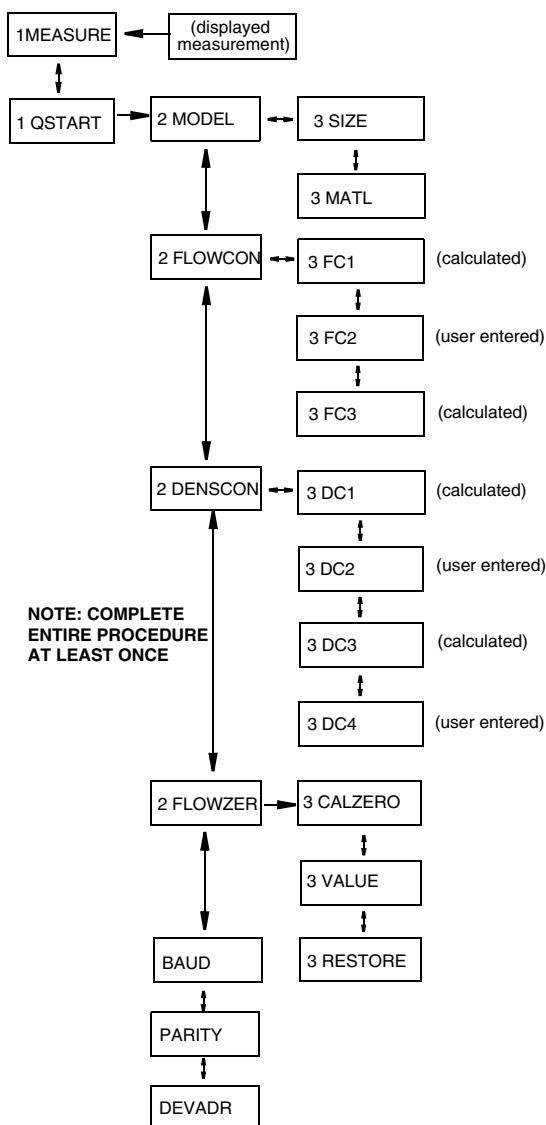 1MEASURE
(displayed
measurement)
1 QSTART
2 MODEL
3 SIZE
3 MATL
2 FLOWCON
3 FC1
(calculated)
3 FC2
(user entered)
3 FC3
(calculated)
2 DENSCON
3 DC1
(calculated)
3 DC2
(user entered)
NOTE: COMPLETE
ENTIRE PROCEDURE
AT LEAST ONCE
3 DC3
(calculated)
3 DC4
(user entered)
2 FLOWZER
3 CALZERO
3 VALUE
BAUD
3 RESTORE
PARITY
DEVADR